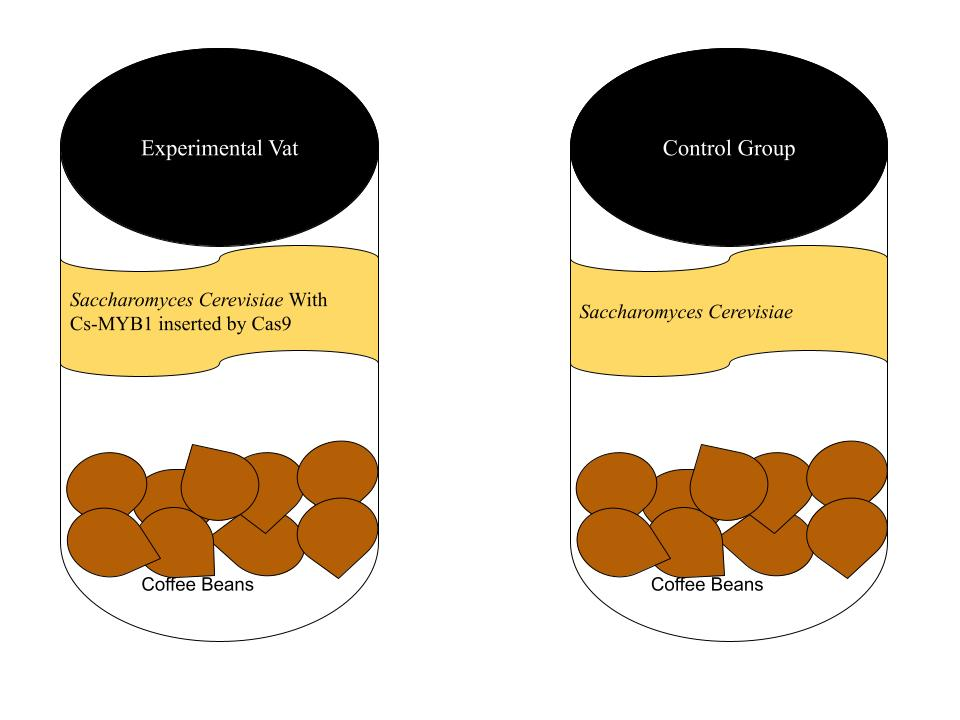 Experimental Vat
Control Group
Saccharomyces Cerevisiae With
Cs-MYB1 inserted by Cas9
Saccharomyces Cerevisiae
Coffee Beans
Coffee Beans